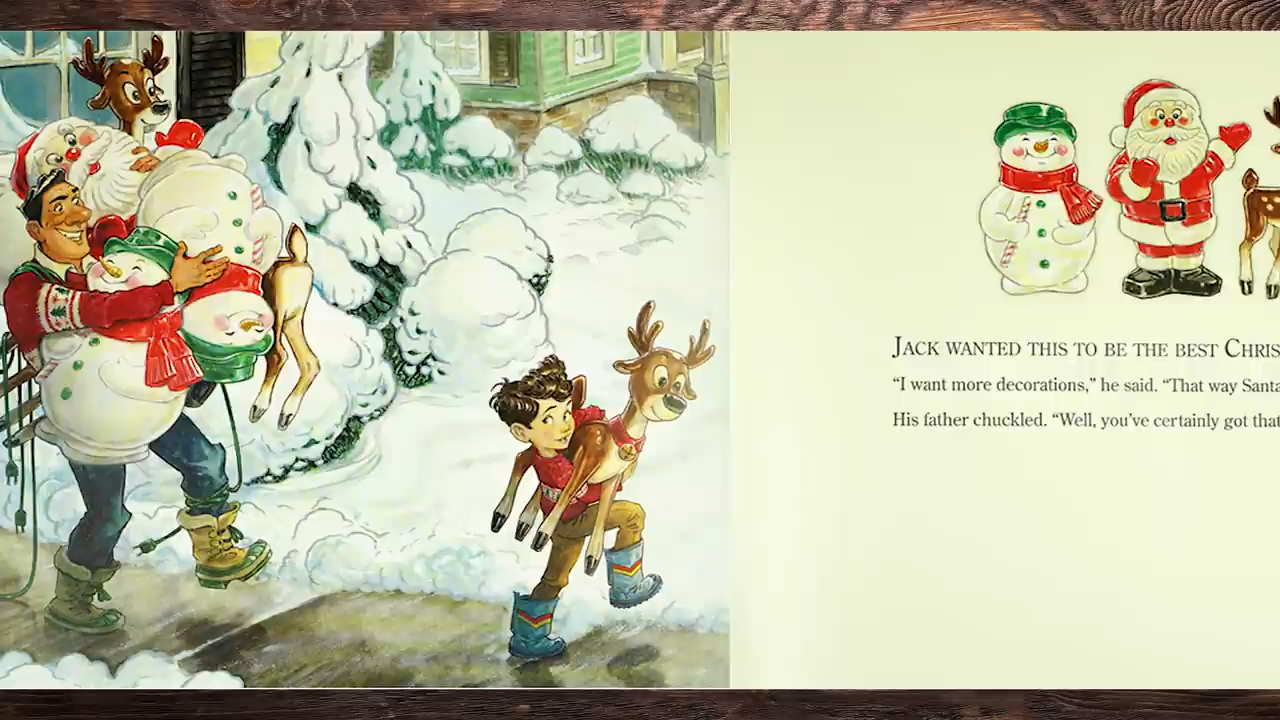 JACK WANTED THIS TO BE THE BEST CHRIS
“I want more decorations,” he said. “That way Santa
His father chuckled. “Well, you’ve certainly got that